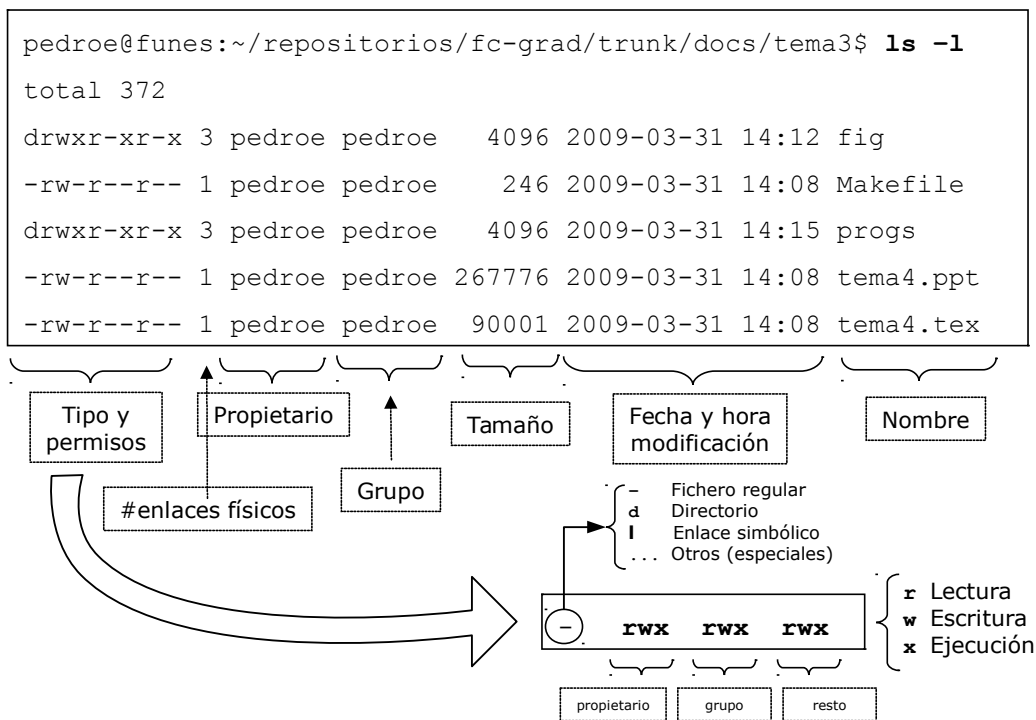 pedroe@funes:~/repositorios/fc-grad/trunk/docs/tema3$ ls –l
total 372
drwxr-xr-x 3 pedroe pedroe 4096 2009-03-31 14:12 fig
-rw-r--r-- 1 pedroe pedroe 246 2009-03-31 14:08 Makefile
drwxr-xr-x 3 pedroe pedroe 4096 2009-03-31 14:15 progs
-rw-r--r-- 1 pedroe pedroe 267776 2009-03-31 14:08 tema4.ppt
-rw-r--r-- 1 pedroe pedroe 90001 2009-03-31 14:08 tema4.tex
Tipo y
permisos
Propietario
Tamaño
Fecha y hora
modificación
Nombre
#enlaces físicos
Grupo
– Fichero regular
d Directorio
l Enlace simbólico
... Otros (especiales)
– rwx rwx rwx
r Lectura
w Escritura
x Ejecución
propietario
grupo
resto